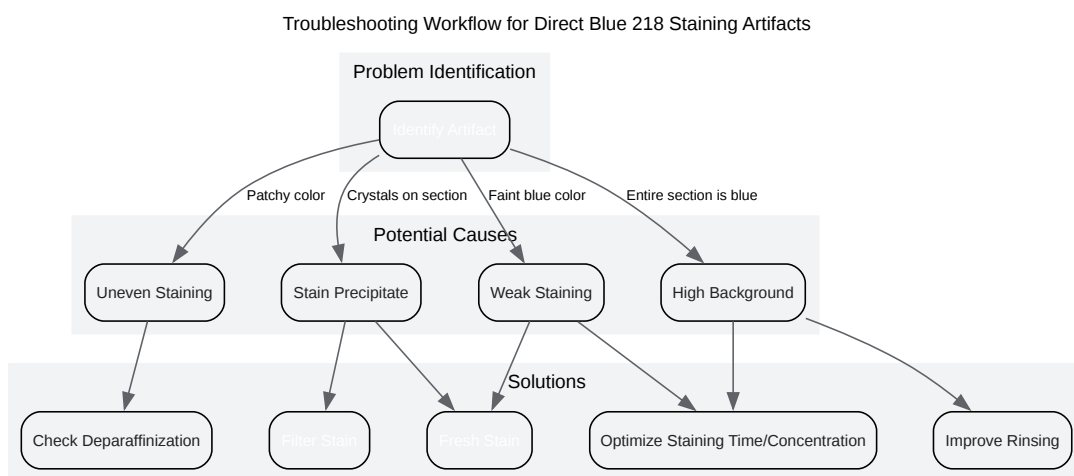 Troubleshooting Workflow for Direct Blue 218 Staining Artifacts
Problem Identification
Identify Artifact
Patchy color
Crystals on section
Faint blue color
Entire section is blue
Potential Causes
Uneven Staining
Stain Precipitate
Weak Staining
High Background
Solutions
Check Deparaffinization
Filter Stain
Fresh Stain
Optimize Staining Time/Concentration
Improve Rinsing